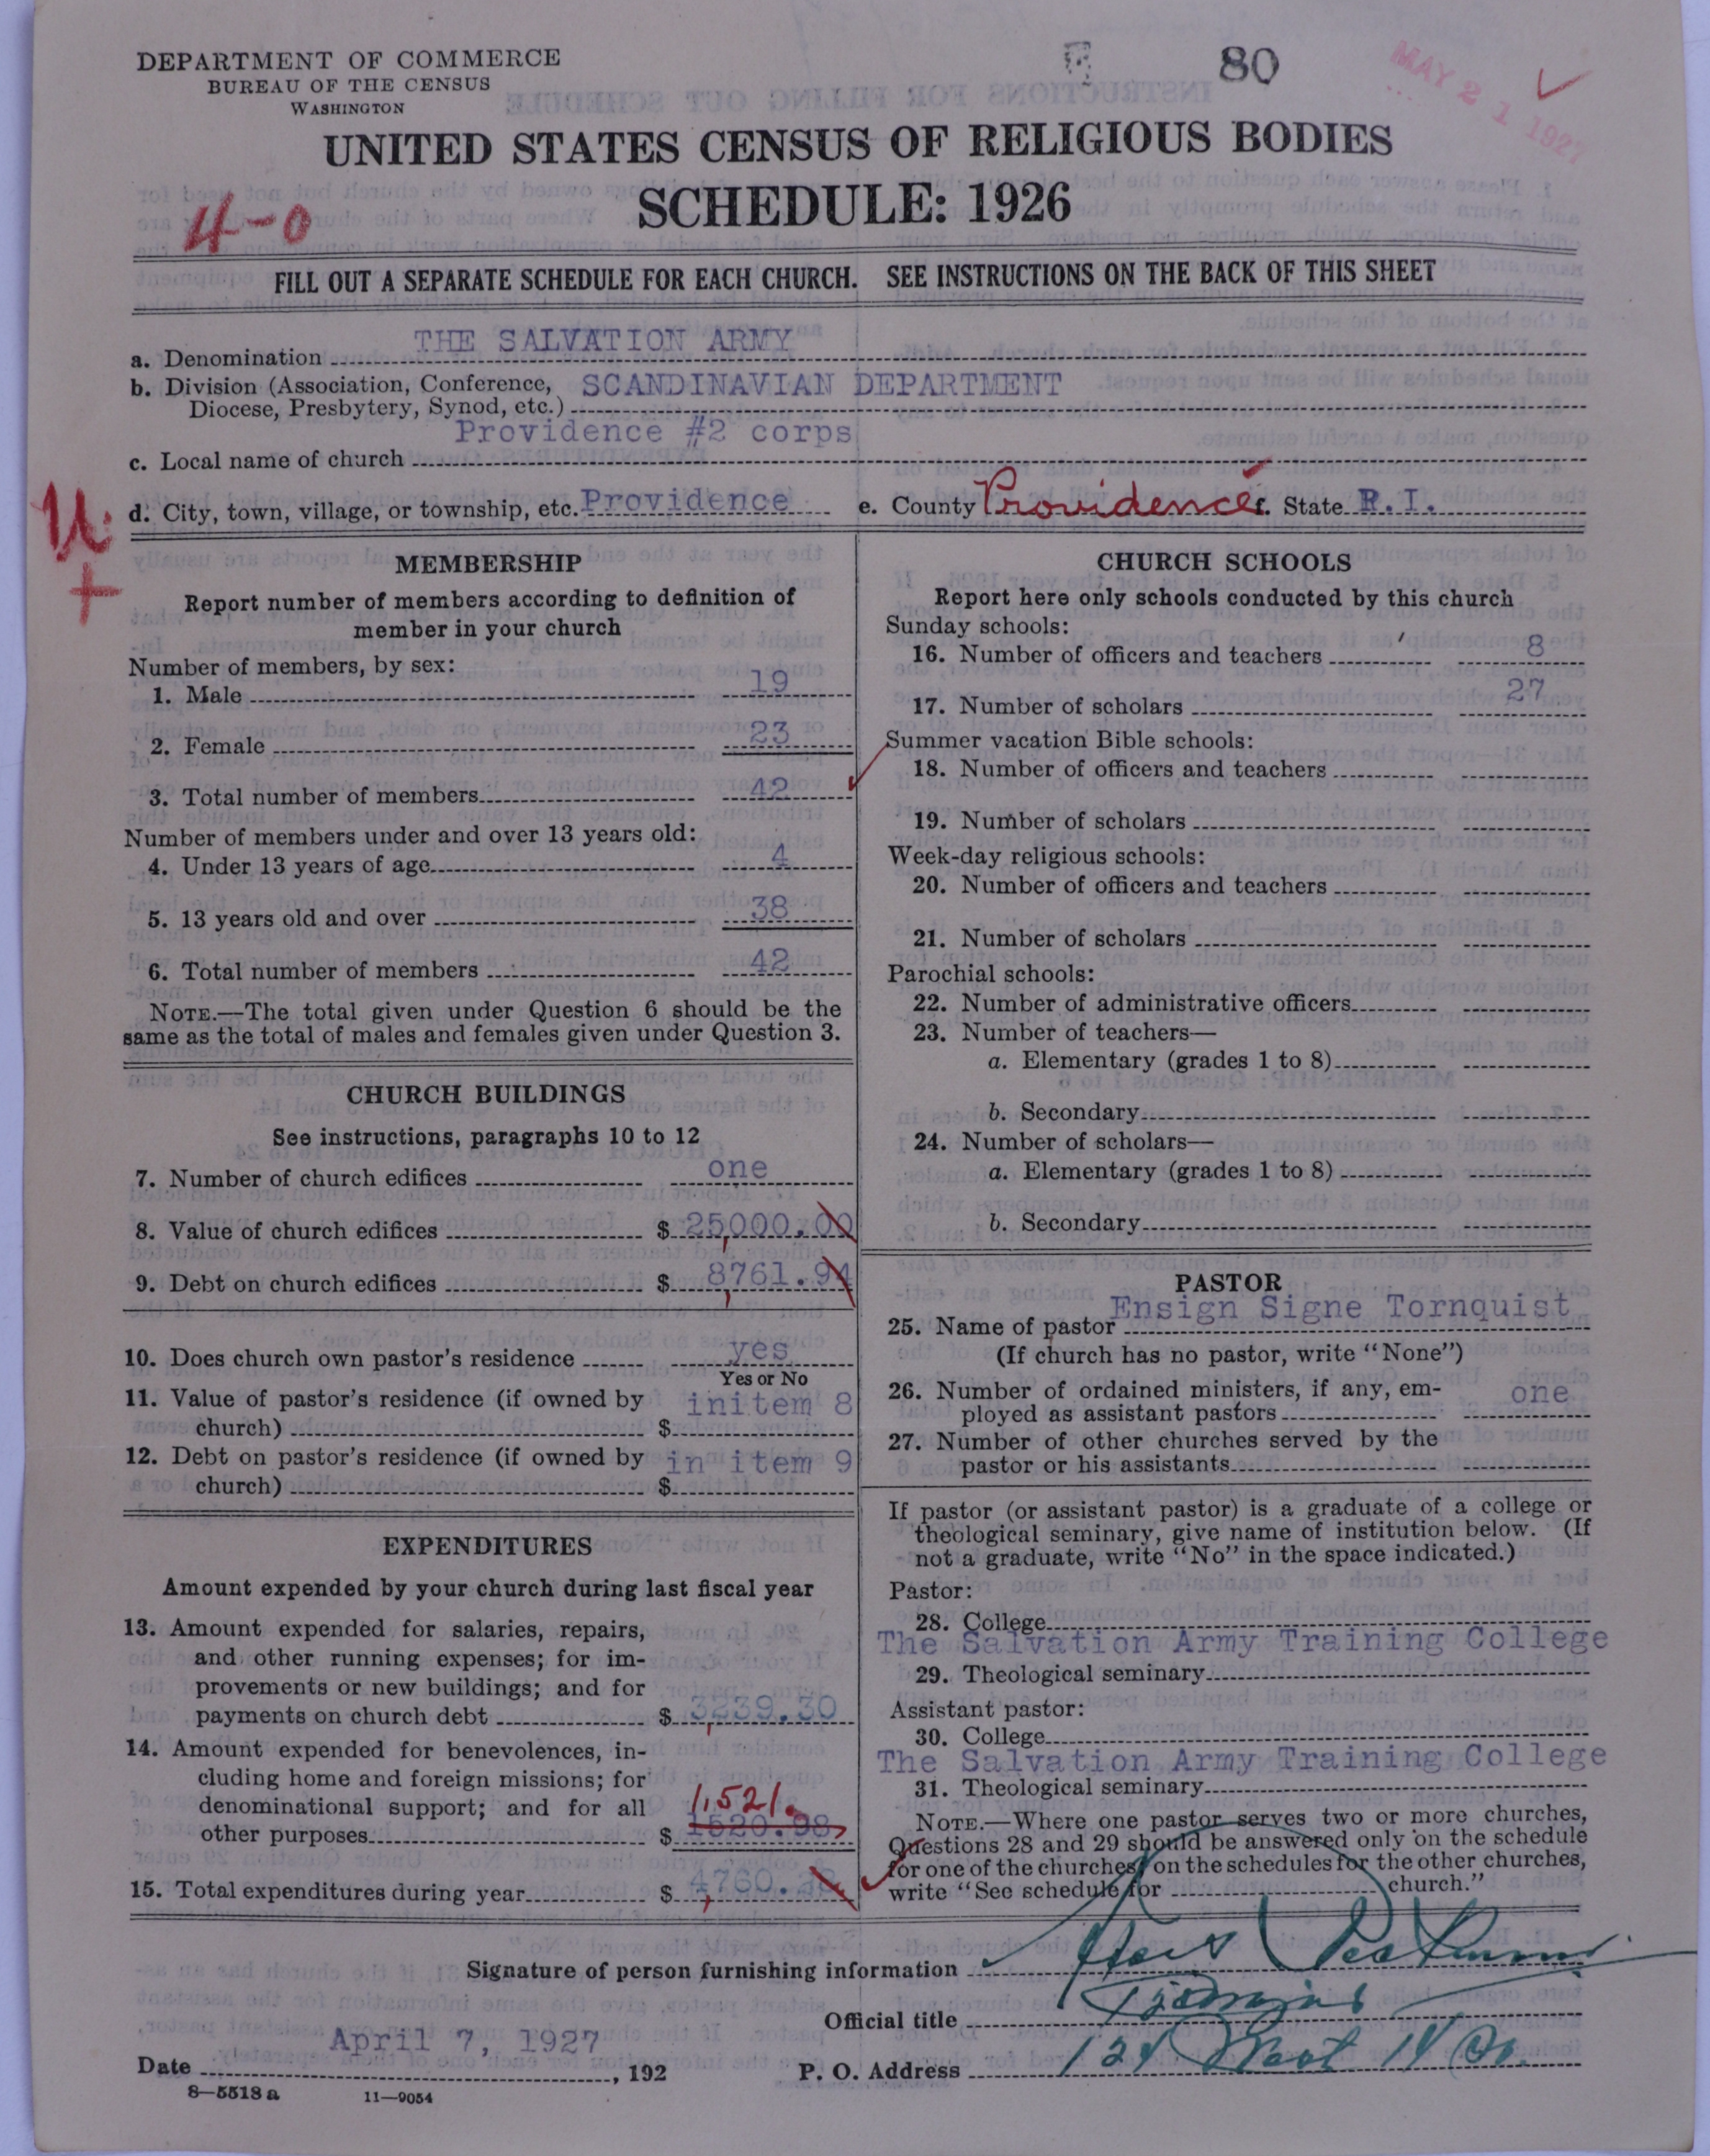 DEPARTMENT OF COMMERCE
BUREAU OF THE CENSUS
WASHINGTON
80
MAY 21 1927
UNITED STATES CENSUS OF RELIGIOUS BODIES
SCHEDULE: 1926
4-0
FILL OUT A SEPARATE SCHEDULE FOR EACH CHURCH. SEE INSTRUCTIONS ON THE BACK OF THIS SHEET
a. Denomination THE SALVATION ARMY
b. Division (Association, Conference, SCANDINAVIAN DEPARTMENT
Diocese, Presbytery, Synod, etc.)
Providence #2 corps
c. Local name of church
d. City, town, village, or township, etc. Providence e. County Providence f. State R.I.
U
+
MEMBERSHIP
Report number of members according to definition of
member in your church
Number of members, by sex:
1. Male 19
2. Female 23
3. Total number of members 42
Number of members under and over 13 years old:
4. Under 13 years of age 4
5. 13 years old and over 38
6. Total number of members 42
NOTE.—The total given under Question 6 should be the
same as the total of males and females given under Question 3.
CHURCH BUILDINGS
See instructions, paragraphs 10 to 12
7. Number of church edifices one
8. Value of church edifices $ 25,000.00
9. Debt on church edifices $ 8,761.94
10. Does church own pastor's residence yes
Yes or No
11. Value of pastor's residence (if owned by initem 8
church) $
12. Debt on pastor's residence (if owned by in item 9
church) $
EXPENDITURES
Amount expended by your church during last fiscal year
13. Amount expended for salaries, repairs,
and other running expenses; for im-
provements or new buildings; and for
payments on church debt $ 3,239.30
14. Amount expended for benevolences, in-
cluding home and foreign missions; for
denominational support; and for all 1,521.
other purposes $ 1520.98
15. Total expenditures during year $ 4,760.28
CHURCH SCHOOLS
Report here only schools conducted by this church
Sunday schools:
16. Number of officers and teachers 8
17. Number of scholars 27
Summer vacation Bible schools:
18. Number of officers and teachers
19. Number of scholars
Week-day religious schools:
20. Number of officers and teachers
21. Number of scholars
Parochial schools:
22. Number of administrative officers
23. Number of teachers—
a. Elementary (grades 1 to 8)
b. Secondary
24. Number of scholars—
a. Elementary (grades 1 to 8)
b. Secondary
PASTOR
25. Name of pastor Ensign Signe Tornquist
(If church has no pastor, write "None")
26. Number of ordained ministers, if any, em-
ployed as assistant pastors one
27. Number of other churches served by the
pastor or his assistants
If pastor (or assistant pastor) is a graduate of a college or
theological seminary, give name of institution below. (If
not a graduate, write "No" in the space indicated.)
Pastor:
28. College
The Salvation Army Training College
29. Theological seminary
Assistant pastor:
30. College
The Salvation Army Training College
31. Theological seminary
NOTE.—Where one pastor serves two or more churches,
Questions 28 and 29 should be answered only on the schedule
for one of the churches; on the schedules for the other churches,
write "See schedule for church."
Signature of person furnishing information
Official title
Date April 7, 1927, 192 P. O. Address 124 West 14 St.
8—5518 a 11—9054